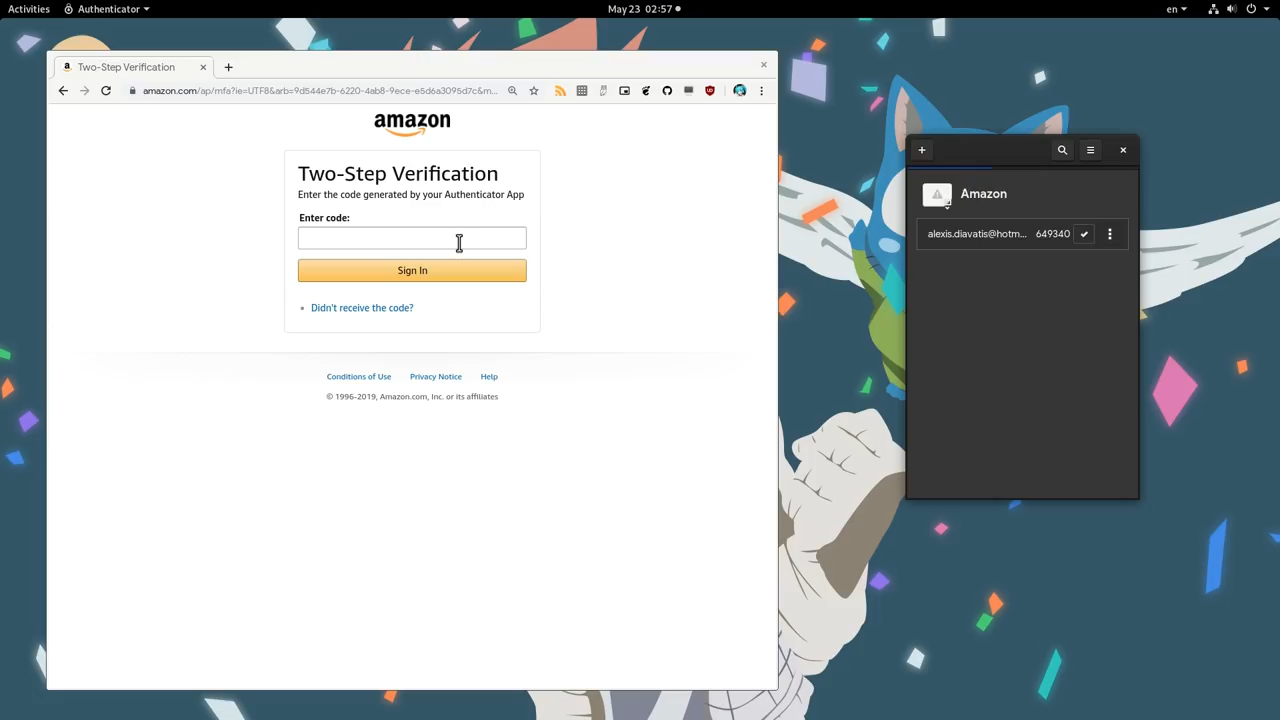 Activities Authenticator May 23 02:57 en
Two-Step Verification
amazon.com/ap/mfa?ie=UTF8&arb=9d544e7b-6220-4ab8-9ece-e5d6a3095d7c&m...
amazon
Two-Step Verification
Enter the code generated by your Authenticator App
Enter code:
Sign In
Didn't receive the code?
Conditions of Use Privacy Notice Help
© 1996-2019, Amazon.com, Inc. or its affiliates
Amazon
alexis.diavatis@hotm... 649340